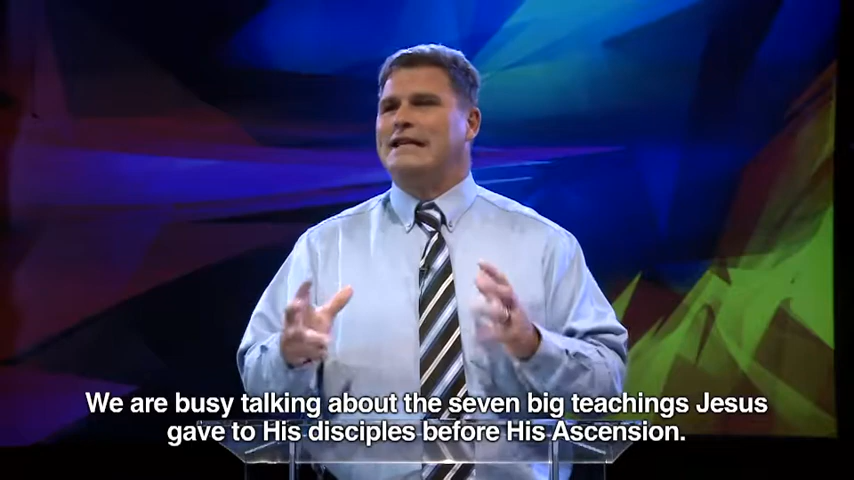 We are busy talking about the seven big teachings Jesus
gave to His disciples before His Ascension.